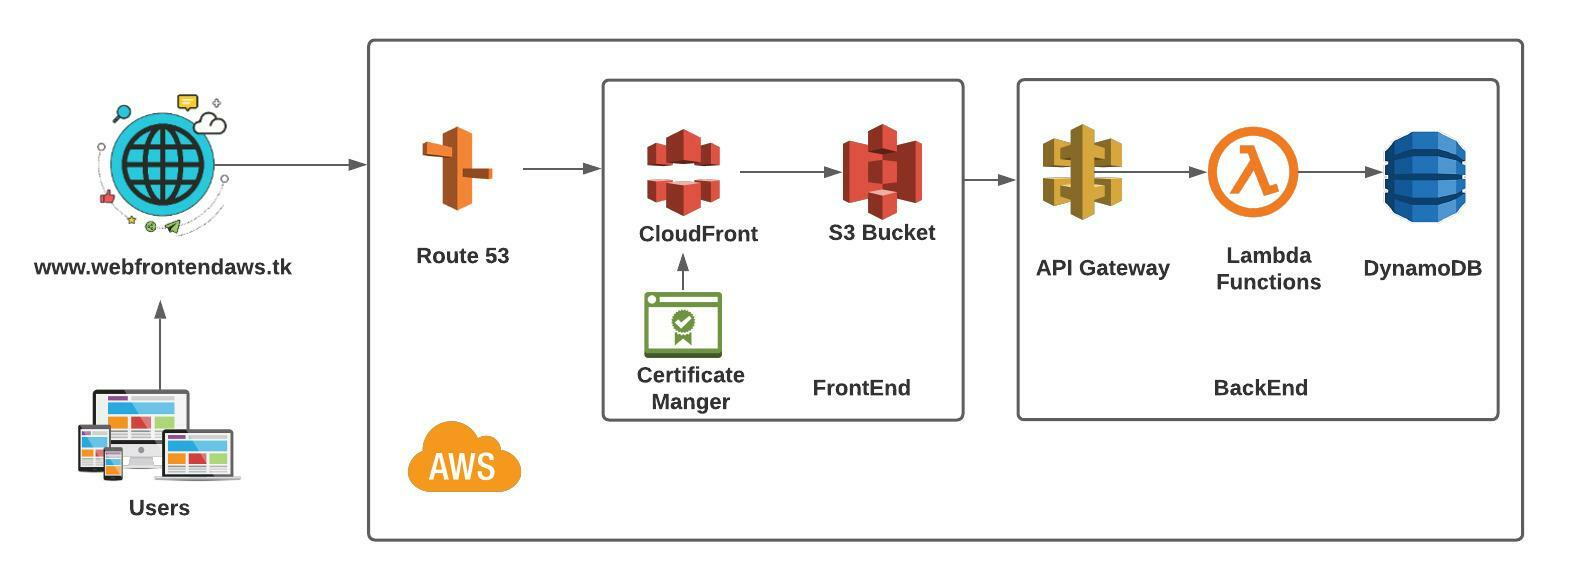 www.webfrontendaws.tk
Users
AWS
Route 53
CloudFront
S3 Bucket
Certificate
Manger
FrontEnd
API Gateway
Lambda
Functions
DynamoDB
BackEnd